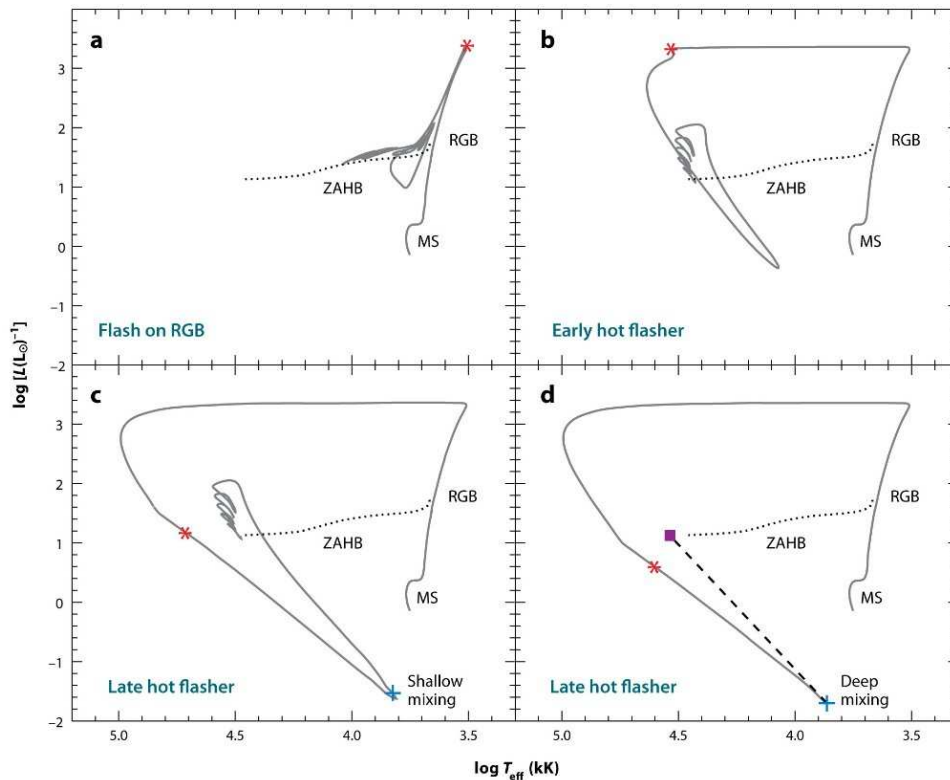 a
b
3
2
RGB
RGB
1
ZAHB
ZAHB
0
MS
MS
–1
Flash on RGB
Early hot flasher
–2
log [L(L⊙)⁻¹]
c
d
3
2
RGB
RGB
1
ZAHB
ZAHB
0
MS
MS
–1
Late hot flasher
Shallow
mixing
Late hot flasher
Deep
mixing
–2
5.0 4.5 4.0 3.5 5.0 4.5 4.0 3.5
log Teff (kK)